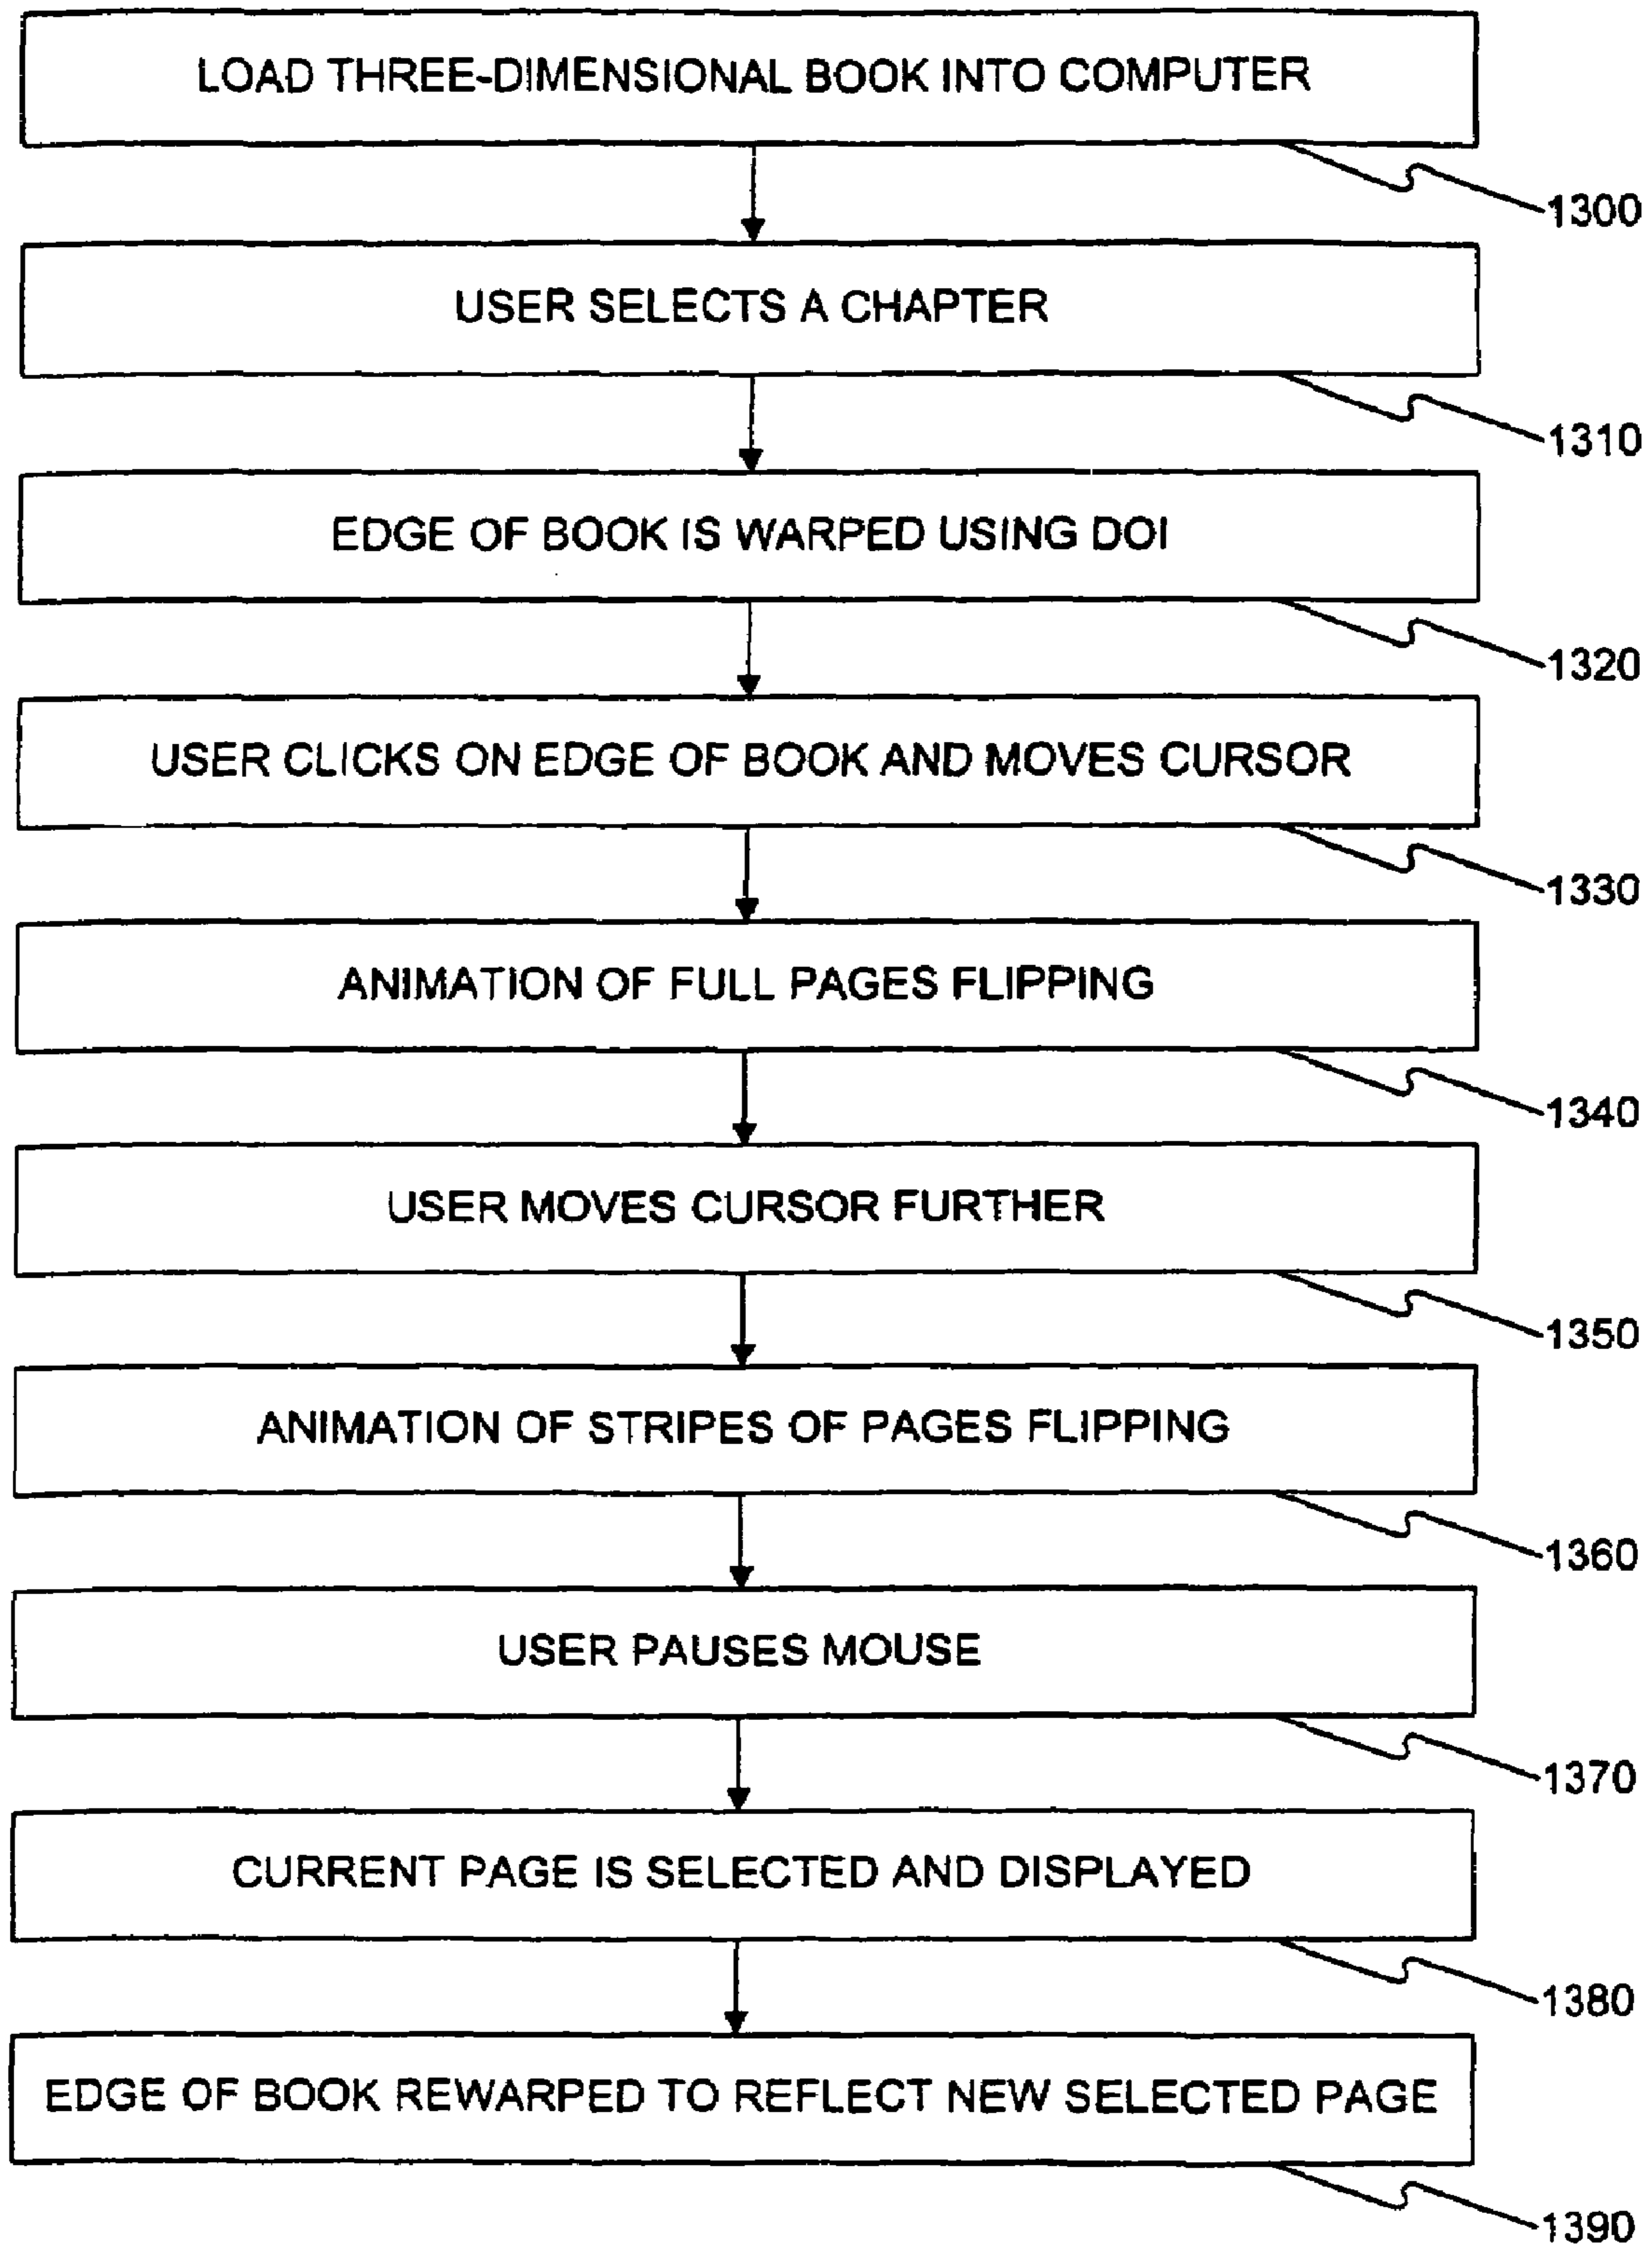 LOAD THREE-DIMENSIONAL BOOK INTO COMPUTER
1300
USER SELECTS A CHAPTER
1310
EDGE OF BOOK IS WARPED USING DOI
1320
USER CLICKS ON EDGE OF BOOK AND MOVES CURSOR
1330
ANIMATION OF FULL PAGES FLIPPING
1340
USER MOVES CURSOR FURTHER
1350
ANIMATION OF STRIPES OF PAGES FLIPPING
1360
USER PAUSES MOUSE
1370
CURRENT PAGE IS SELECTED AND DISPLAYED
1380
EDGE OF BOOK REWARPED TO REFLECT NEW SELECTED PAGE
1390